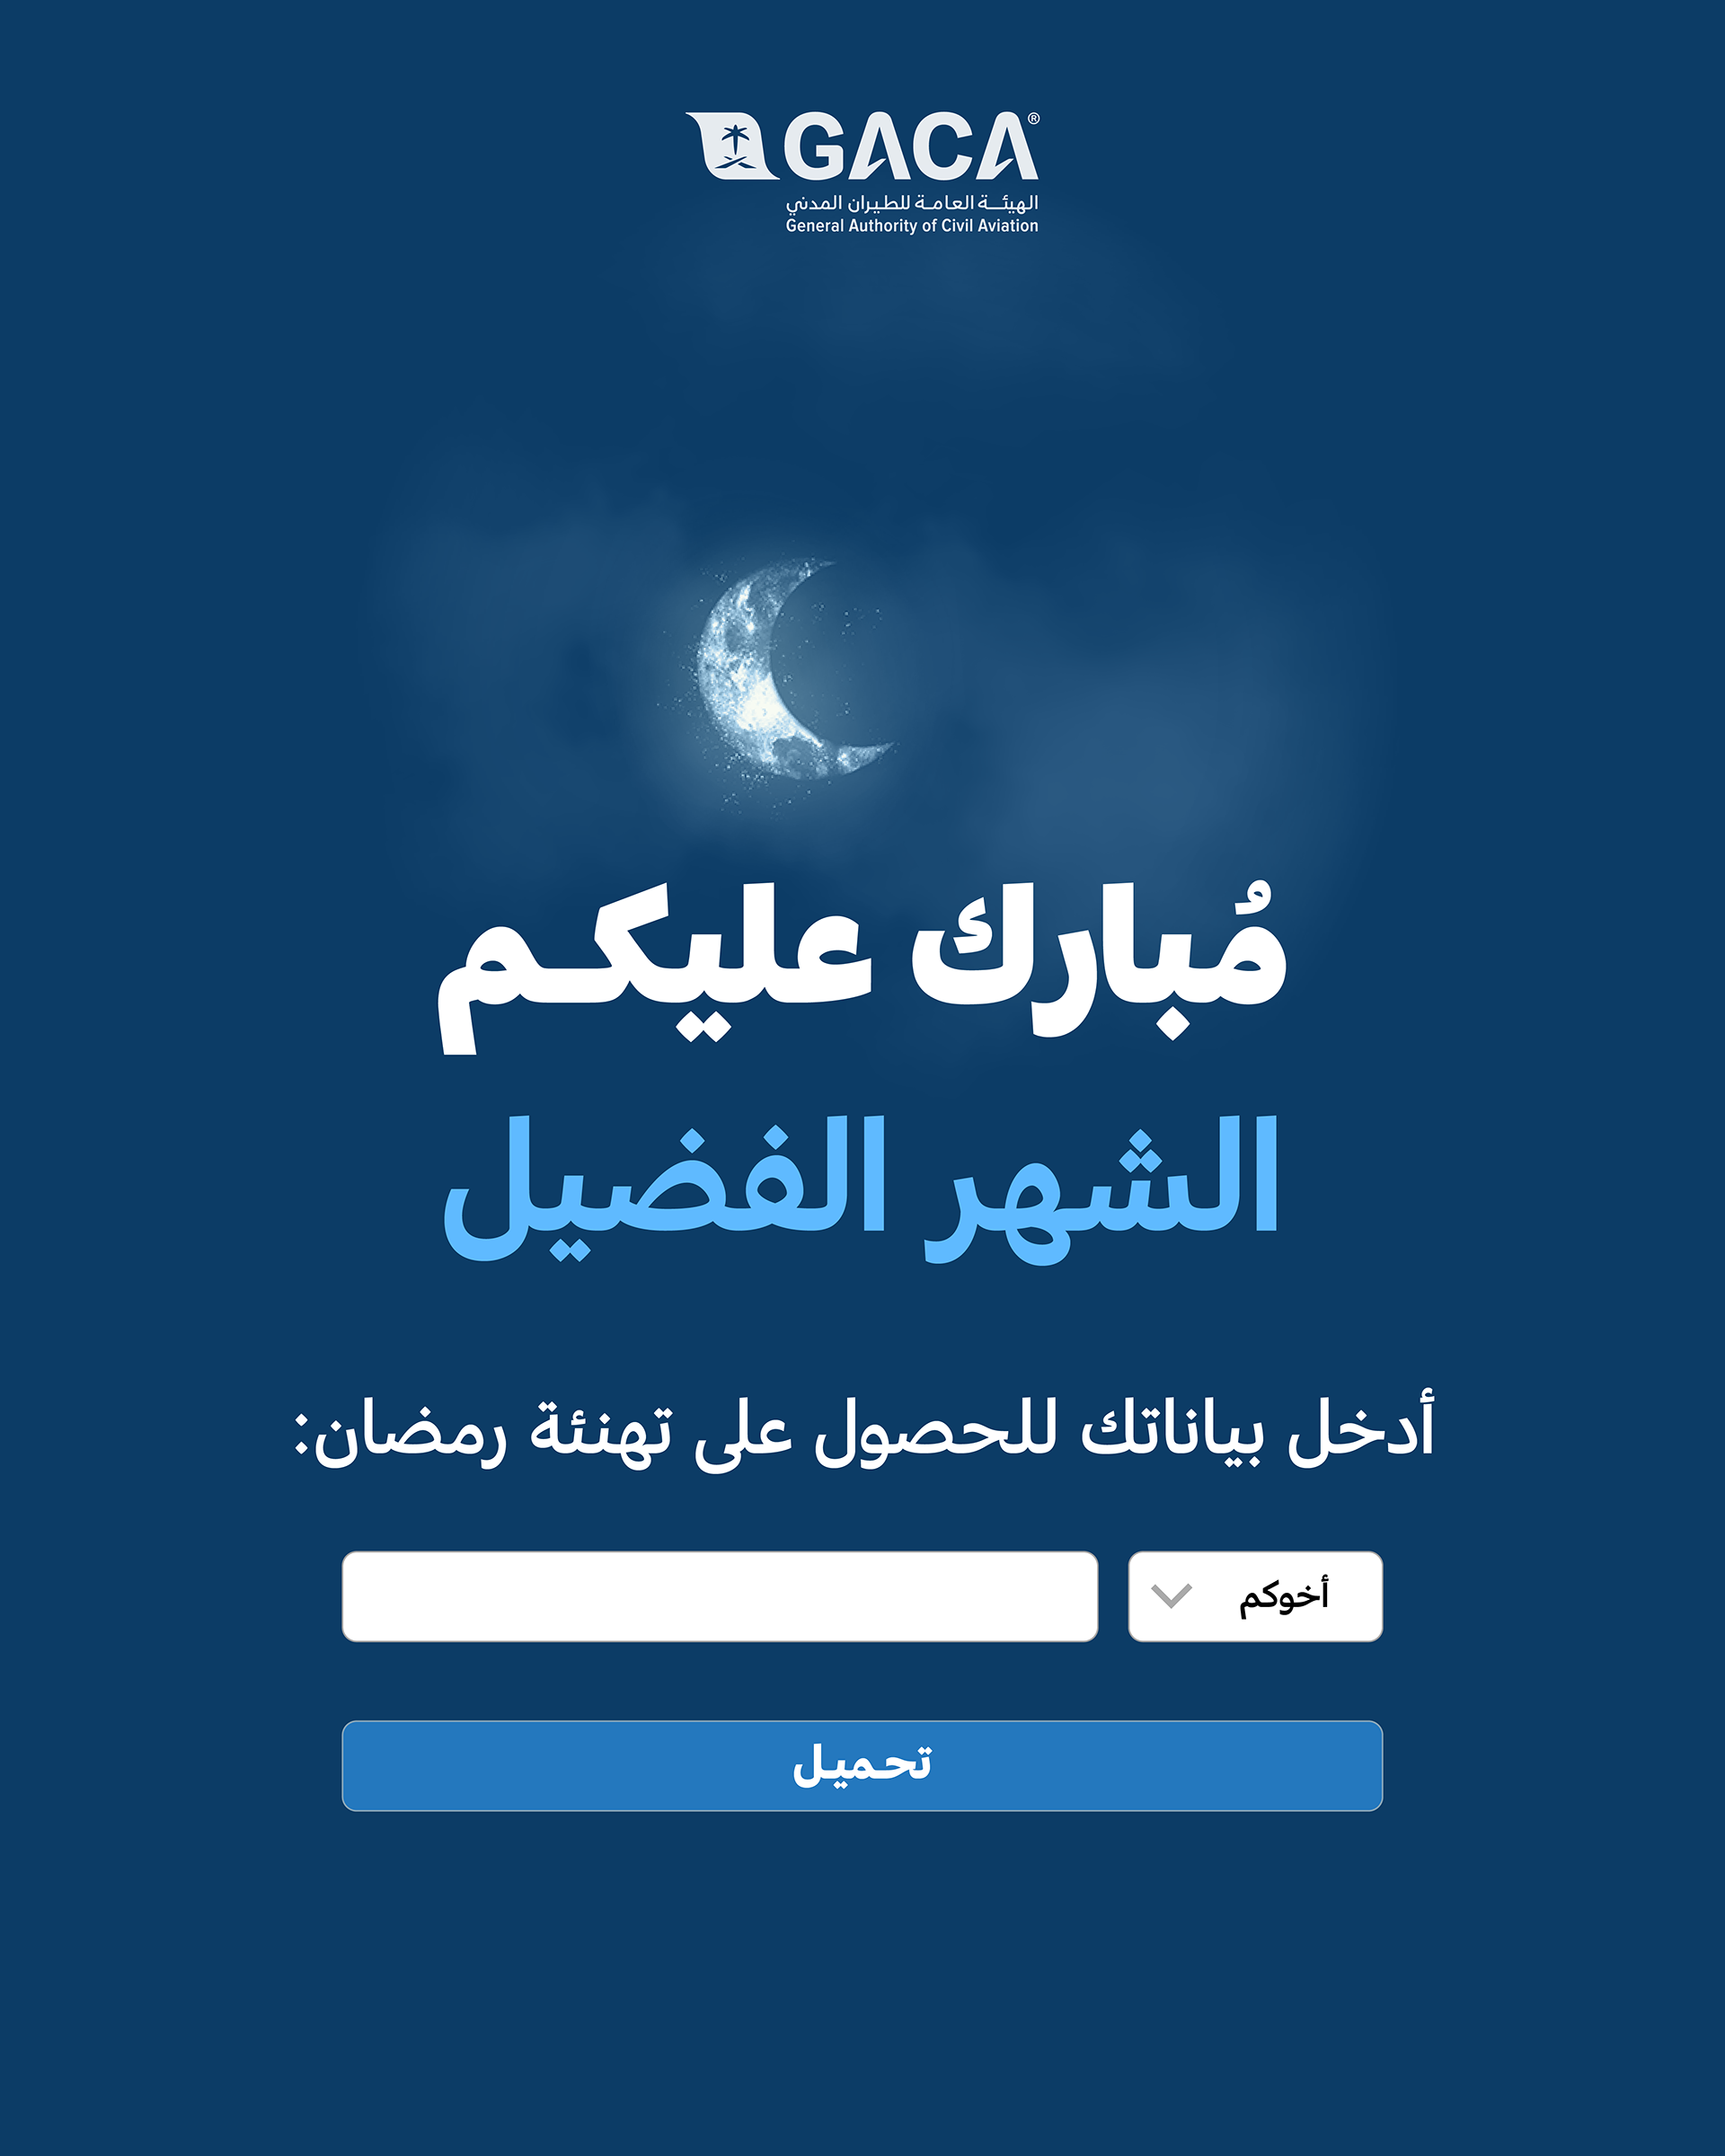 GACA®
الهيئة العامة للطيران المدني
General Authority of Civil Aviation
مُبارك عليكم
الشهر الفضيل
أدخل بياناتك للحصول على تهنئة رمضان:
أخوكم
تحميل